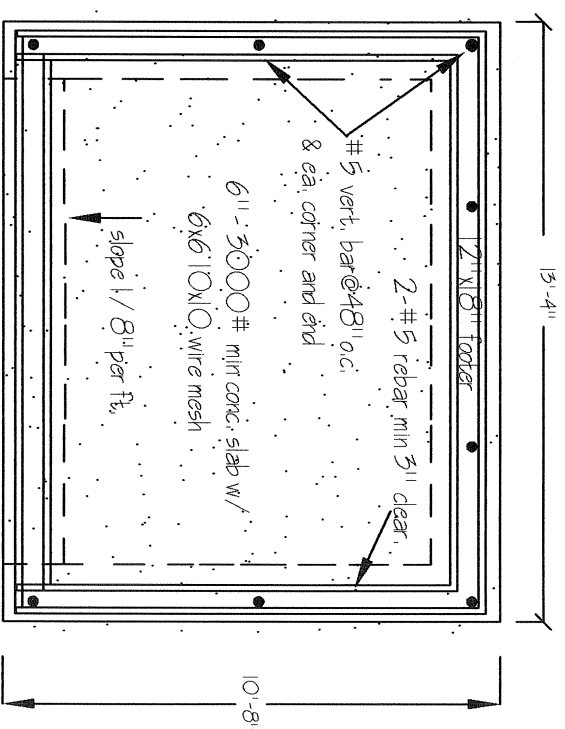 13'-4"
12"x18" footer
2-#5 rebar min 3" clear.
#5 vert. bar@48" o.c.
& ea. corner and end
6"-3000# min conc. slab w/
6x6 10x10 wire mesh
slope 1/8" per ft.
10'-8"